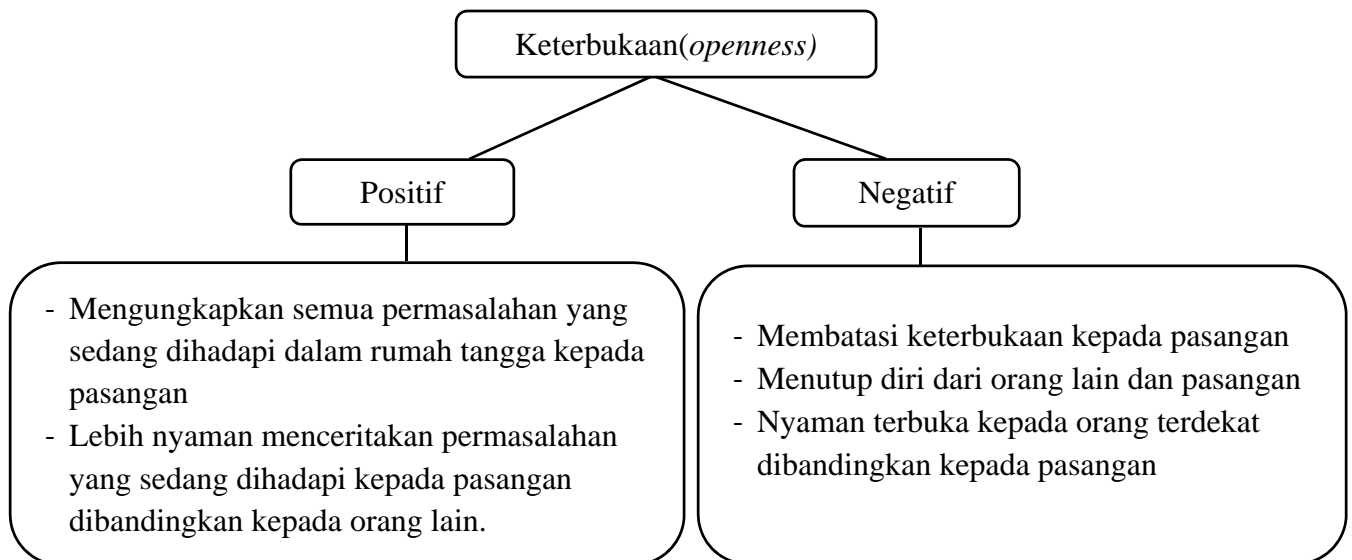 Keterbukaan(openness)
Positif
Negatif
- Mengungkapkan semua permasalahan yang
sedang dihadapi dalam rumah tangga kepada
pasangan
- Lebih nyaman menceritakan permasalahan
yang sedang dihadapi kepada pasangan
dibandingkan kepada orang lain.
- Membatasi keterbukaan kepada pasangan
- Menutup diri dari orang lain dan pasangan
- Nyaman terbuka kepada orang terdekat
dibandingkan kepada pasangan